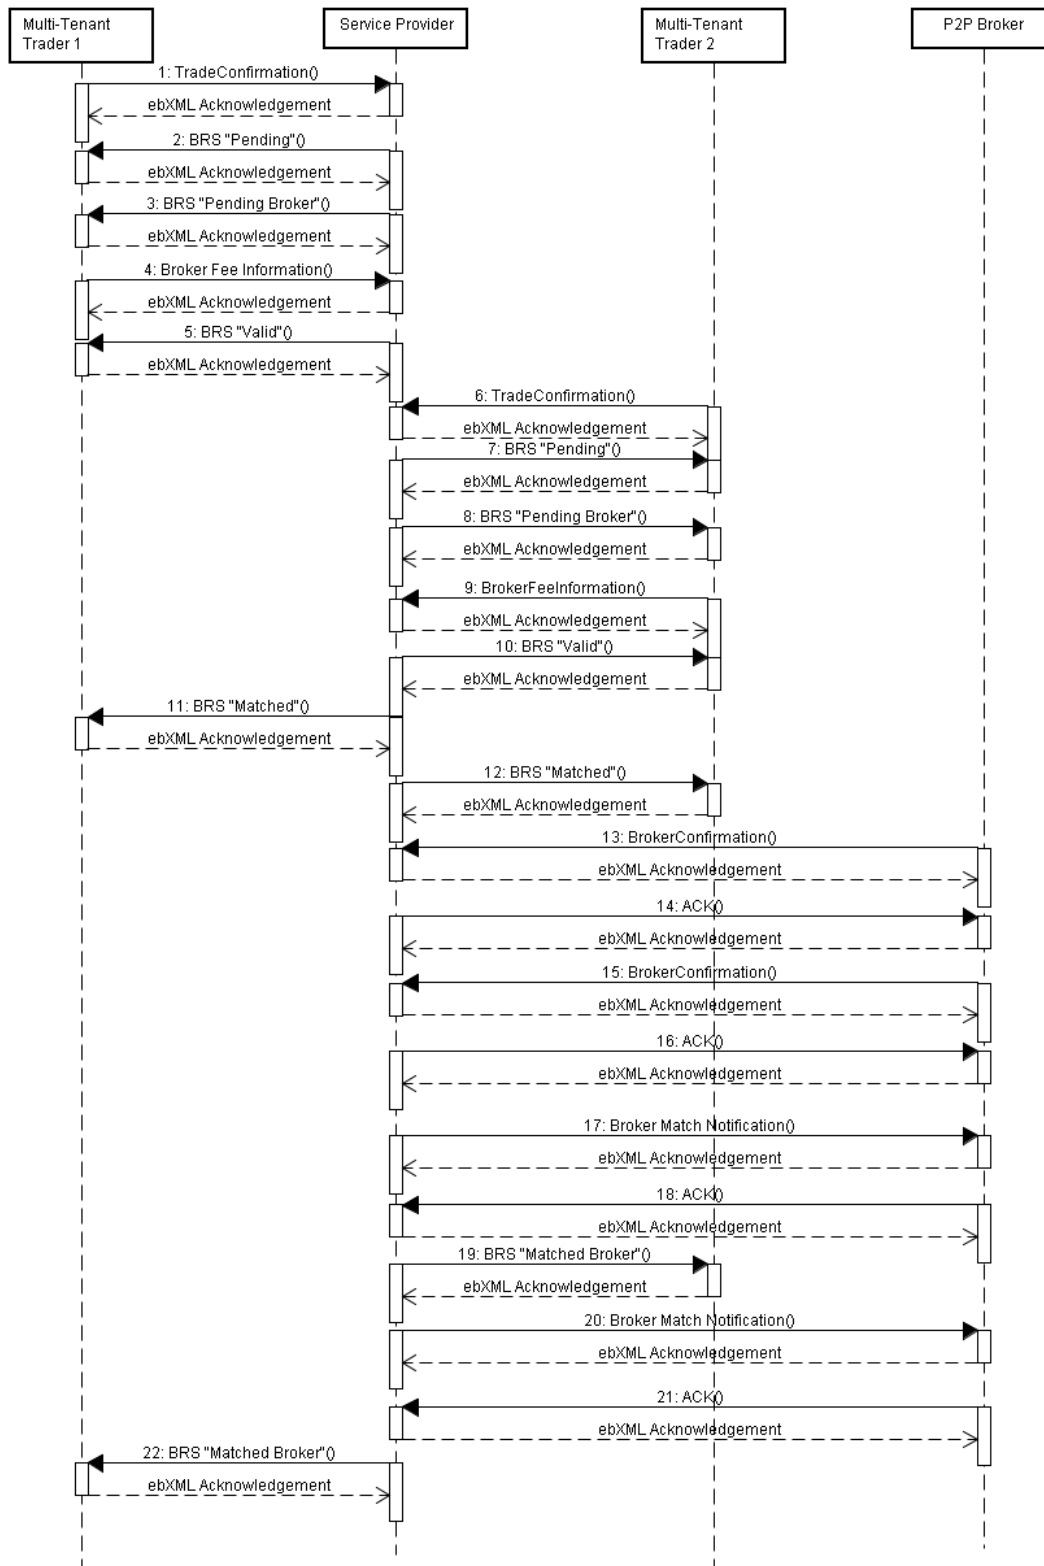 Multi-Tenant
Trader 1
Service Provider
Multi-Tenant
Trader 2
P2P Broker
1: TradeConfirmation()
ebXML Acknowledgement
2: BRS "Pending"()
ebXML Acknowledgement
3: BRS "Pending Broker"()
ebXML Acknowledgement
4: Broker Fee Information()
ebXML Acknowledgement
5: BRS "Valid"()
ebXML Acknowledgement
6: TradeConfirmation()
ebXML Acknowledgement
7: BRS "Pending"()
ebXML Acknowledgement
8: BRS "Pending Broker"()
ebXML Acknowledgement
9: BrokerFeeInformation()
ebXML Acknowledgement
10: BRS "Valid"()
ebXML Acknowledgement
11: BRS "Matched"()
ebXML Acknowledgement
12: BRS "Matched"()
ebXML Acknowledgement
13: BrokerConfirmation()
ebXML Acknowledgement
14: ACK()
ebXML Acknowledgement
15: BrokerConfirmation()
ebXML Acknowledgement
16: ACK()
ebXML Acknowledgement
17: Broker Match Notification()
ebXML Acknowledgement
18: ACK()
ebXML Acknowledgement
19: BRS "Matched Broker"()
ebXML Acknowledgement
20: Broker Match Notification()
ebXML Acknowledgement
21: ACK()
ebXML Acknowledgement
22: BRS "Matched Broker"()
ebXML Acknowledgement